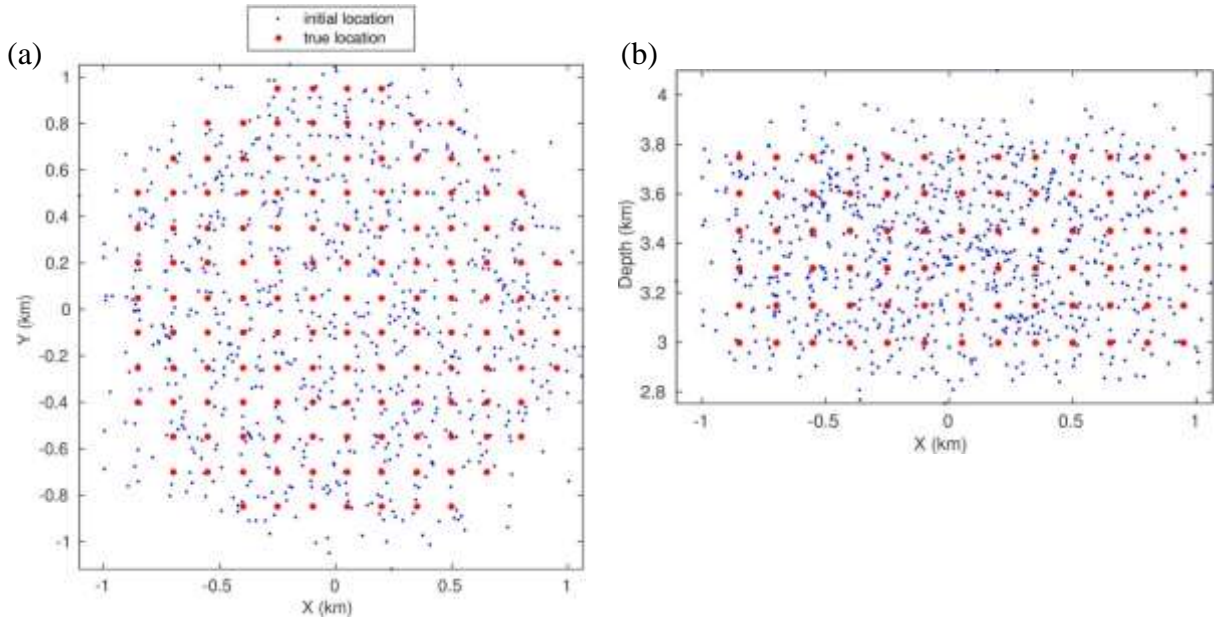 initial location
true location
(a)
1
0.8
0.6
0.4
0.2
0
-0.2
-0.4
-0.6
-0.8
-1
Y (km)
-1 -0.5 0 0.5 1
X (km)
(b)
4
3.8
3.6
3.4
3.2
3
2.8
Depth (km)
-1 -0.5 0 0.5 1
X (km)